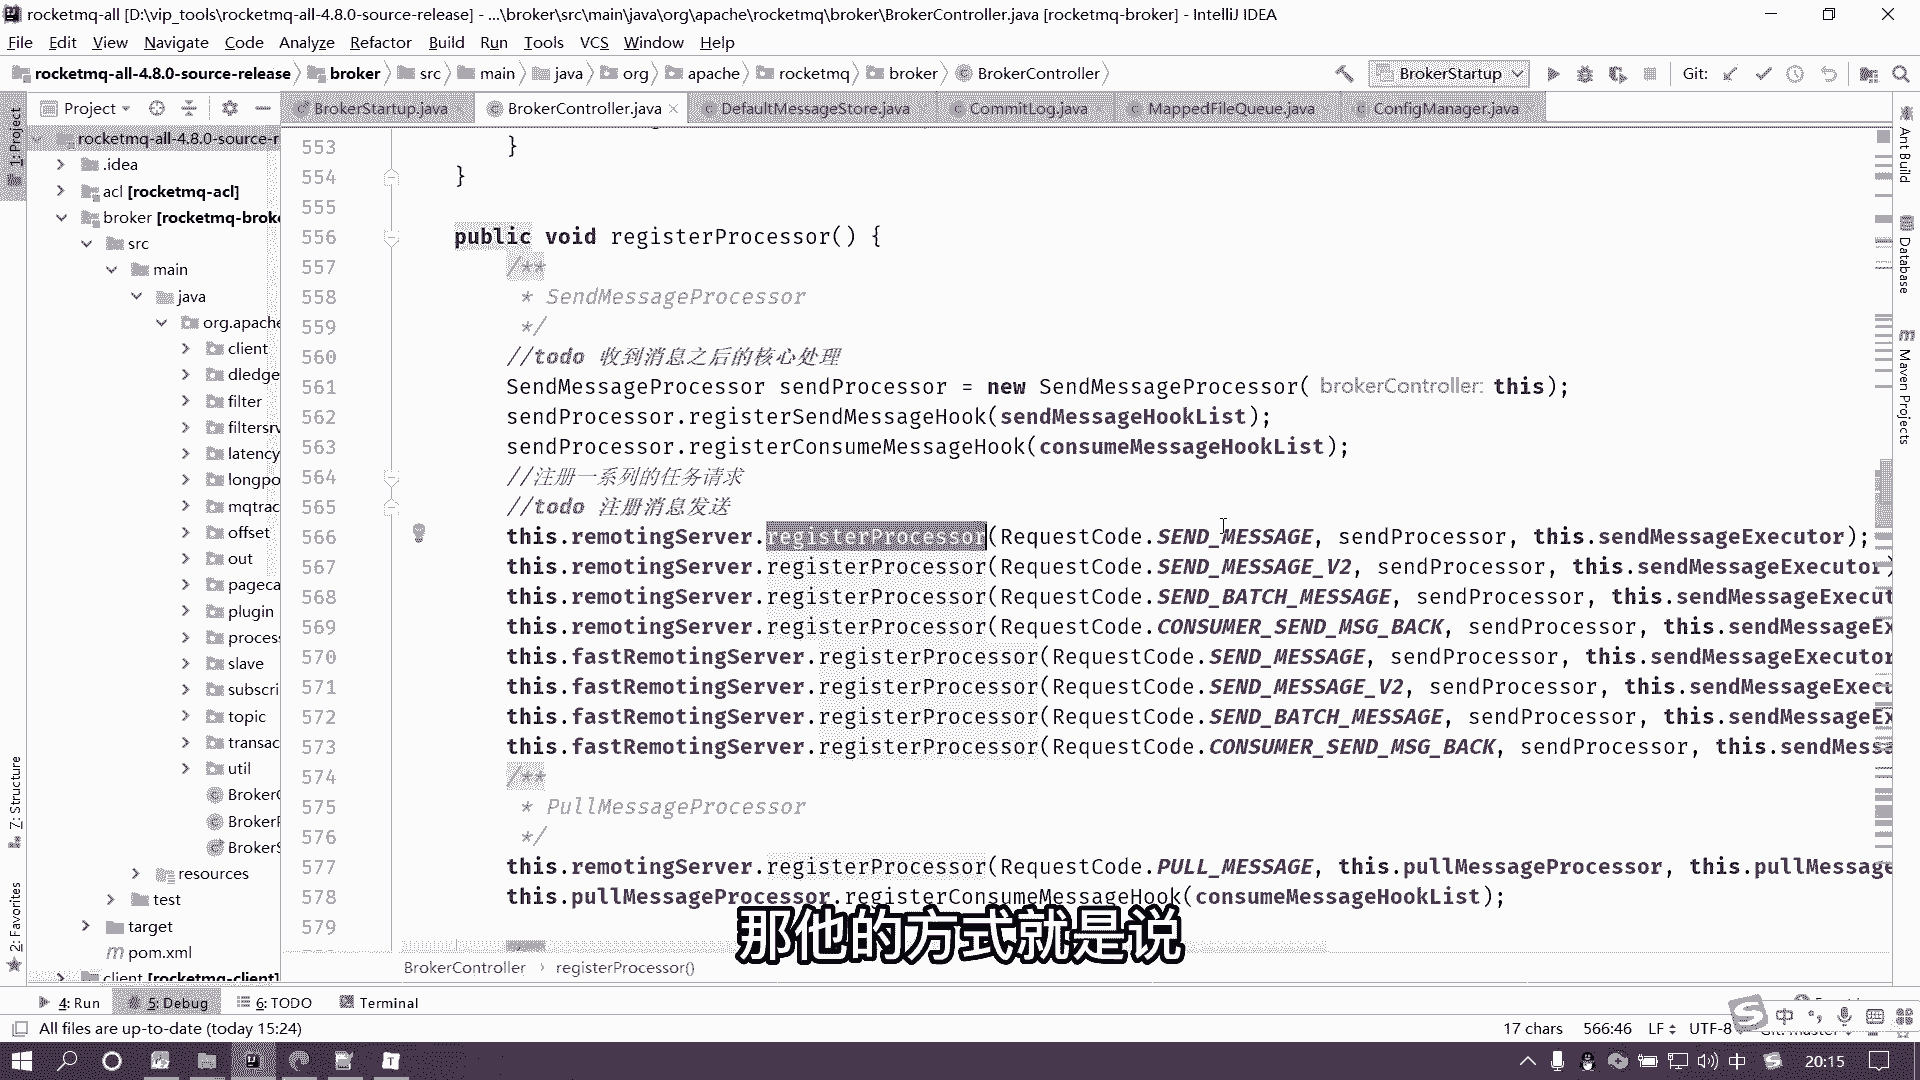 rocketmq-all [D:\vip_tools\rocketmq-all-4.8.0-source-release] - ...\broker\src\main\java\org\apache\rocketmq\broker\BrokerController.java [rocketmq-broker] - IntelliJ IDEA
File Edit View Navigate Code Analyze Refactor Build Run Tools VCS Window Help
rocketmq-all-4.8.0-source-release broker src main java org apache rocketmq broker BrokerController BrokerStartup Git:
Project BrokerStartup.java BrokerController.java DefaultMessageStore.java CommitLog.java MappedFileQueue.java ConfigManager.java
1: Project
7: Structure
2: Favorites
rocketmq-all-4.8.0-source-r
.idea
acl [rocketmq-acl]
broker [rocketmq-broke
src
main
java
org.apache
client
dledge
filter
filtersrv
latency
longpo
mqtrac
offset
out
pageca
plugin
process
slave
subscri
topic
transac
util
BrokerC
BrokerP
BrokerS
resources
test
target
pom.xml
client [rocketmq-client]
553 }
554 }
555
556 public void registerProcessor() {
557 /**
558 * SendMessageProcessor
559 */
560 //todo 收到消息之后的核心处理
561 SendMessageProcessor sendProcessor = new SendMessageProcessor( brokerController: this);
562 sendProcessor.registerSendMessageHook(sendMessageHookList);
563 sendProcessor.registerConsumeMessageHook(consumeMessageHookList);
564 //注册一系列的任务请求
565 //todo 注册消息发送
566 this.remotingServer.registerProcessor(RequestCode.SEND_MESSAGE, sendProcessor, this.sendMessageExecutor);
567 this.remotingServer.registerProcessor(RequestCode.SEND_MESSAGE_V2, sendProcessor, this.sendMessageExecutor)
568 this.remotingServer.registerProcessor(RequestCode.SEND_BATCH_MESSAGE, sendProcessor, this.sendMessageExecut
569 this.remotingServer.registerProcessor(RequestCode.CONSUMER_SEND_MSG_BACK, sendProcessor, this.sendMessageEx
570 this.fastRemotingServer.registerProcessor(RequestCode.SEND_MESSAGE, sendProcessor, this.sendMessageExecutor
571 this.fastRemotingServer.registerProcessor(RequestCode.SEND_MESSAGE_V2, sendProcessor, this.sendMessageExecu
572 this.fastRemotingServer.registerProcessor(RequestCode.SEND_BATCH_MESSAGE, sendProcessor, this.sendMessageEx
573 this.fastRemotingServer.registerProcessor(RequestCode.CONSUMER_SEND_MSG_BACK, sendProcessor, this.sendMessa
574 /**
575 * PullMessageProcessor
576 */
577 this.remotingServer.registerProcessor(RequestCode.PULL_MESSAGE, this.pullMessageProcessor, this.pullMessage
578 this.pullMessageProcessor.registerConsumeMessageHook(consumeMessageHookList);
579
那他的方式就是说
BrokerController registerProcessor()
Ant Build
Database
Maven Projects
4: Run 5: Debug 6: TODO Terminal
All files are up-to-date (today 15:24) 17 chars 566:46 LF UTF-8 Git: master
中
中 20:15